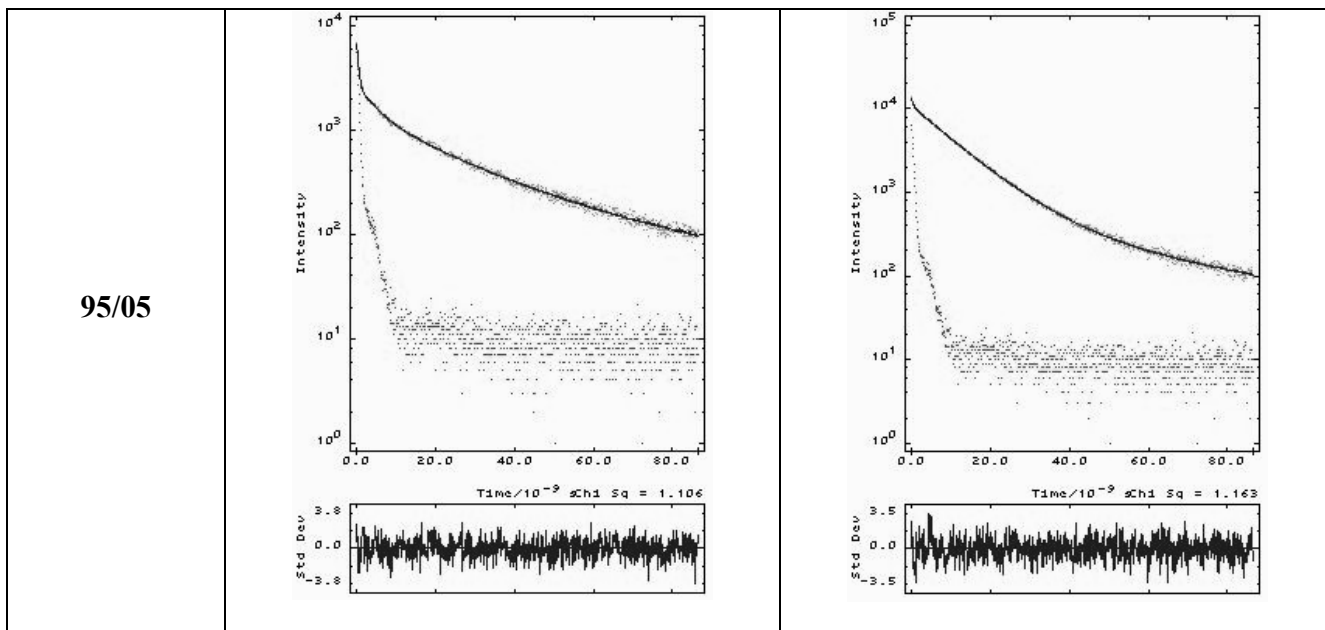 95/05
10⁴
10³
10²
10¹
10⁰
Intensity
0.0 20.0 40.0 60.0 80.0
Time/10⁻⁹ sChi Sq = 1.106
3.8
0.0
-3.8
Std Dev
10⁵
10⁴
10³
10²
10¹
10⁰
Intensity
0.0 20.0 40.0 60.0 80.0
Time/10⁻⁹ sChi Sq = 1.163
3.5
0.0
-3.5
Std Dev